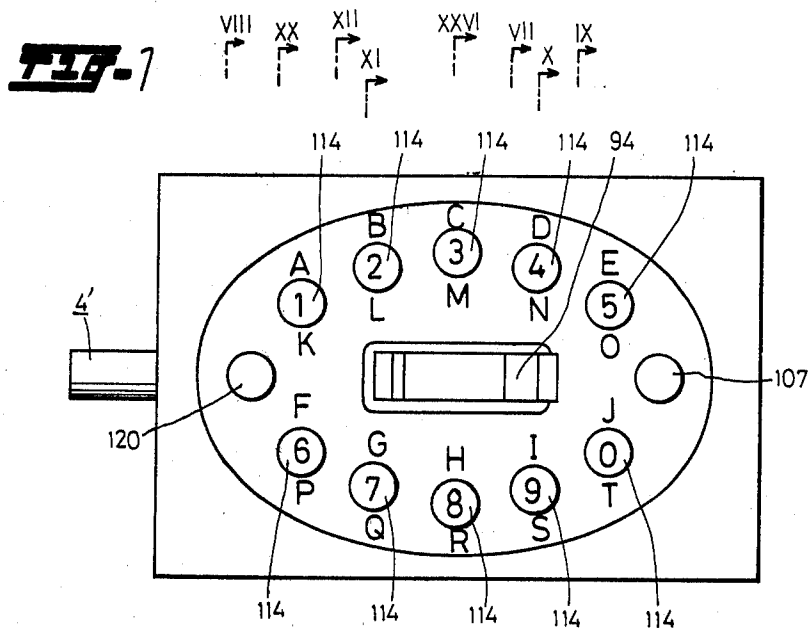 Fig-7
VIII XX XII XI XXVI VII X IX
114 114 114 114 94 114
A B C D E
1 2 3 4 5
K L M N O
4'
120
107
F G H I J
6 7 8 9 0
P Q R S T
114 114 114 114 114